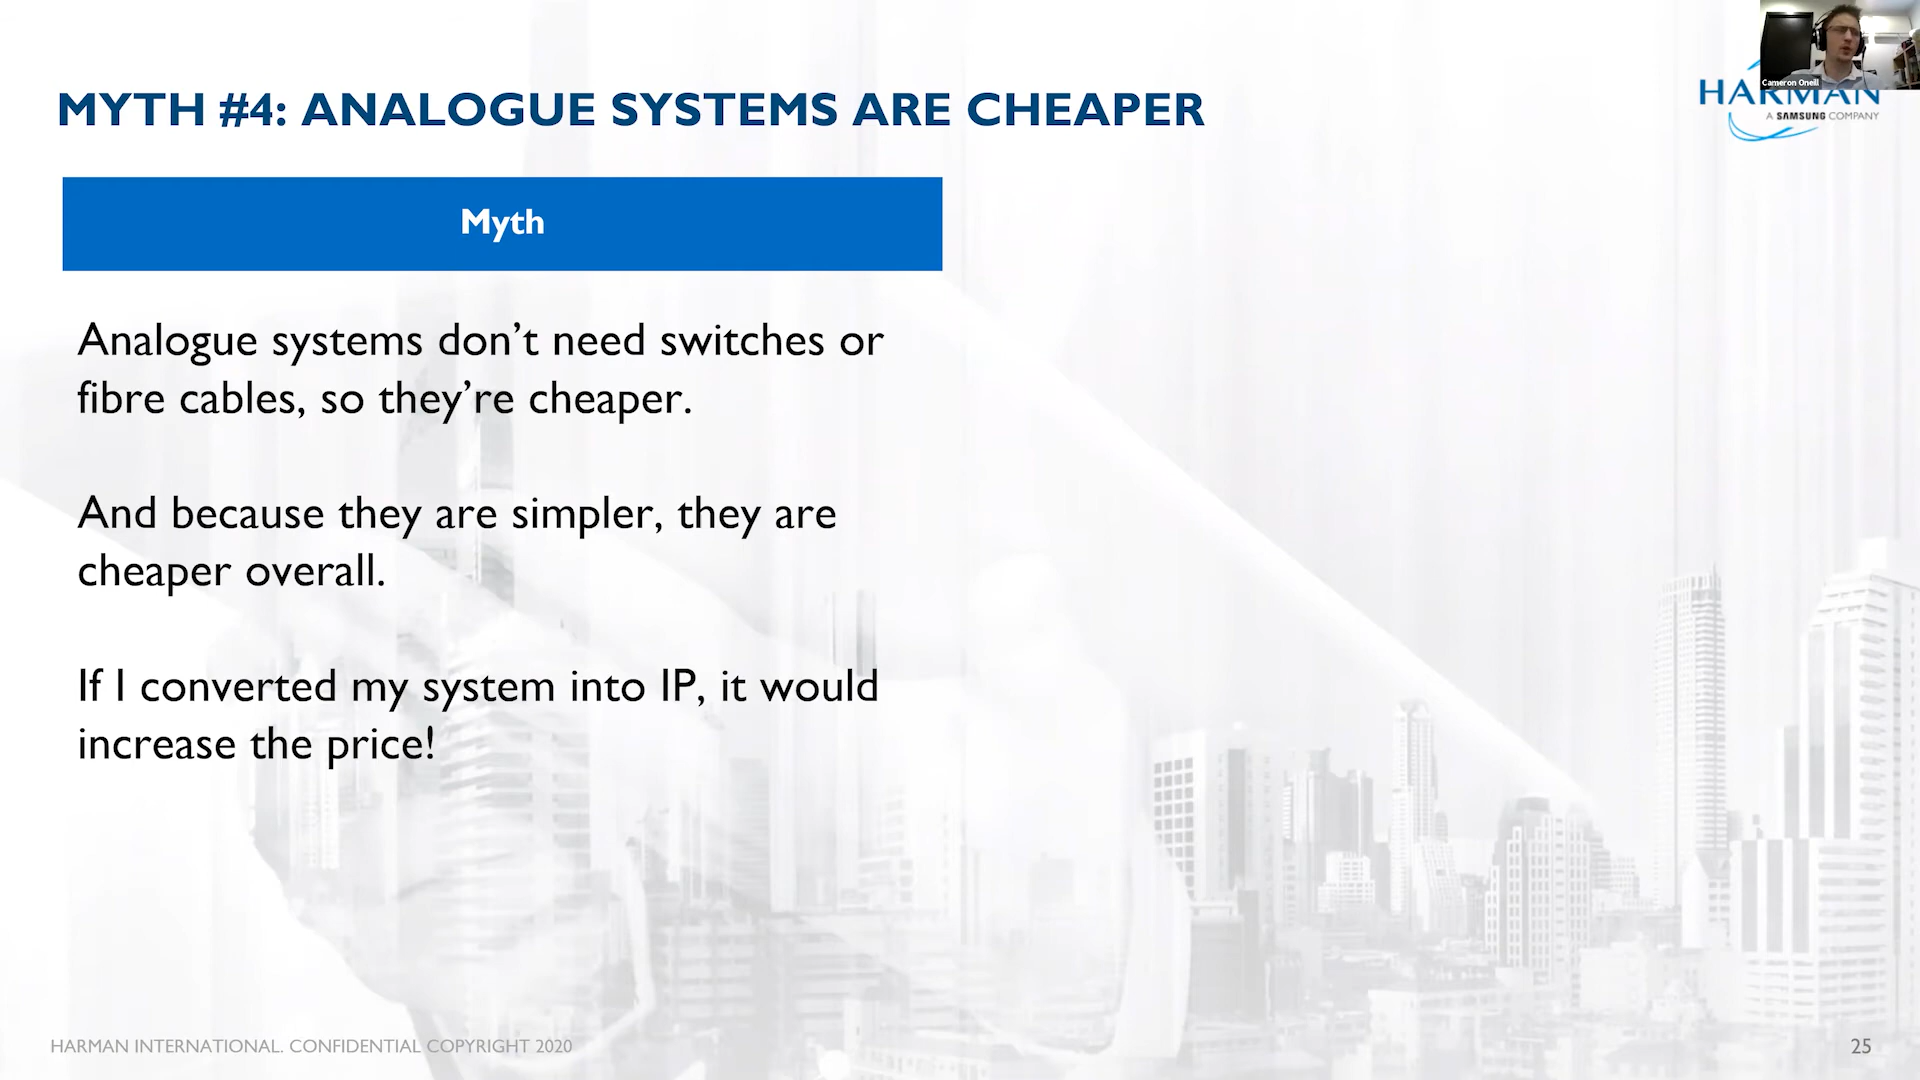 Cameron Oneill
HARMAN
A SAMSUNG COMPANY
MYTH #4: ANALOGUE SYSTEMS ARE CHEAPER
Myth
Analogue systems don’t need switches or
fibre cables, so they’re cheaper.
And because they are simpler, they are
cheaper overall.
If I converted my system into IP, it would
increase the price!
HARMAN INTERNATIONAL. CONFIDENTIAL COPYRIGHT 2020
25